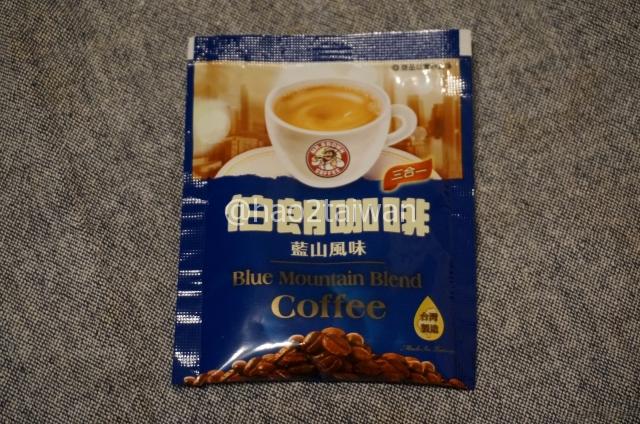 三合一
伯朗咖啡
@hao2taiwan
藍山風味
Blue Mountain Blend
Coffee
台灣
製造